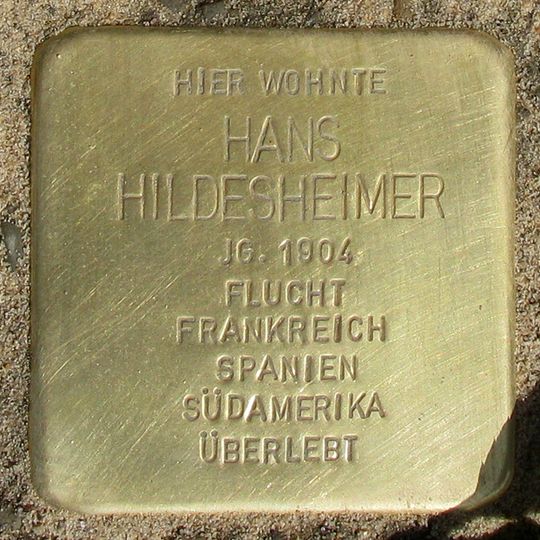 HIER WOHNTE
HANS
HILDESHEIMER
JG. 1904
FLUCHT
FRANKREICH
SPANIEN
SÜDAMERIKA
ÜBERLEBT